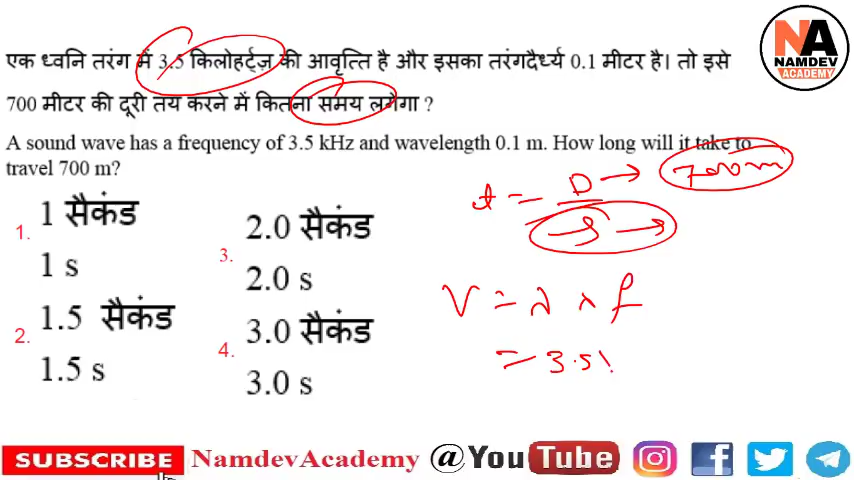 NA
NAMDEV
ACADEMY
एक ध्वनि तरंग में 3.5 किलोहर्ट्ज़ की आवृत्ति है और इसका तरंगदैर्ध्य 0.1 मीटर है। तो इसे
700 मीटर की दूरी तय करने में कितना समय लगेगा ?
A sound wave has a frequency of 3.5 kHz and wavelength 0.1 m. How long will it take to
travel 700 m?
1. 1 सैकंड
1 s
2. 1.5 सैकंड
1.5 s
3. 2.0 सैकंड
2.0 s
4. 3.0 सैकंड
3.0 s
t = D → 700m
S →
V = λ × f
= 3.5
SUBSCRIBE NamdevAcademy @YouTube